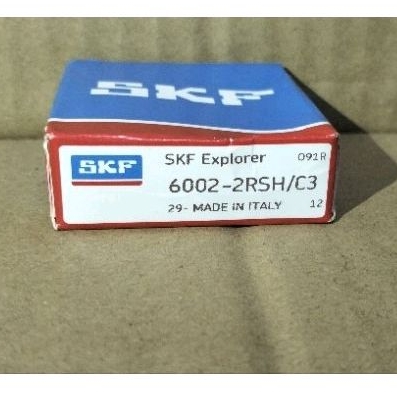 SKF
SKF
SKF Explorer 091R
6002-2RSH/C3
29- MADE IN ITALY 12